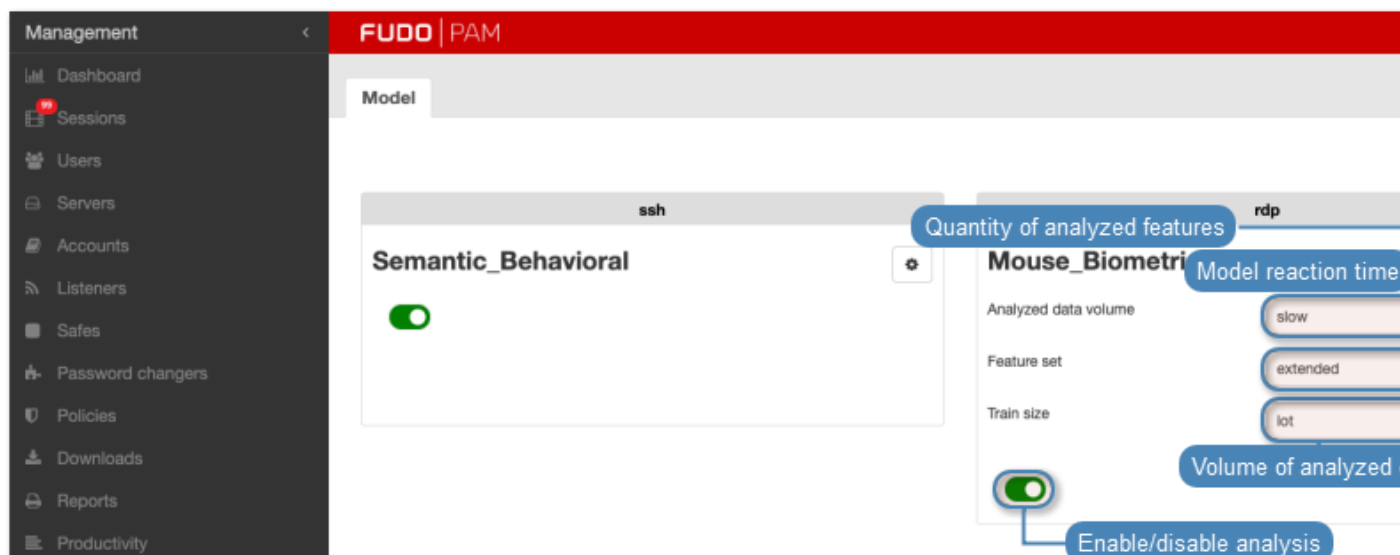 Management
FUDO PAM
Dashboard
99
Sessions
Users
Servers
Accounts
Listeners
Safes
Password changers
Policies
Downloads
Reports
Productivity
Model
ssh
Semantic_Behavioral
rdp
Quantity of analyzed features
Mouse_Biometri
Model reaction time
Analyzed data volume
slow
Feature set
extended
Train size
lot
Volume of analyzed
Enable/disable analysis